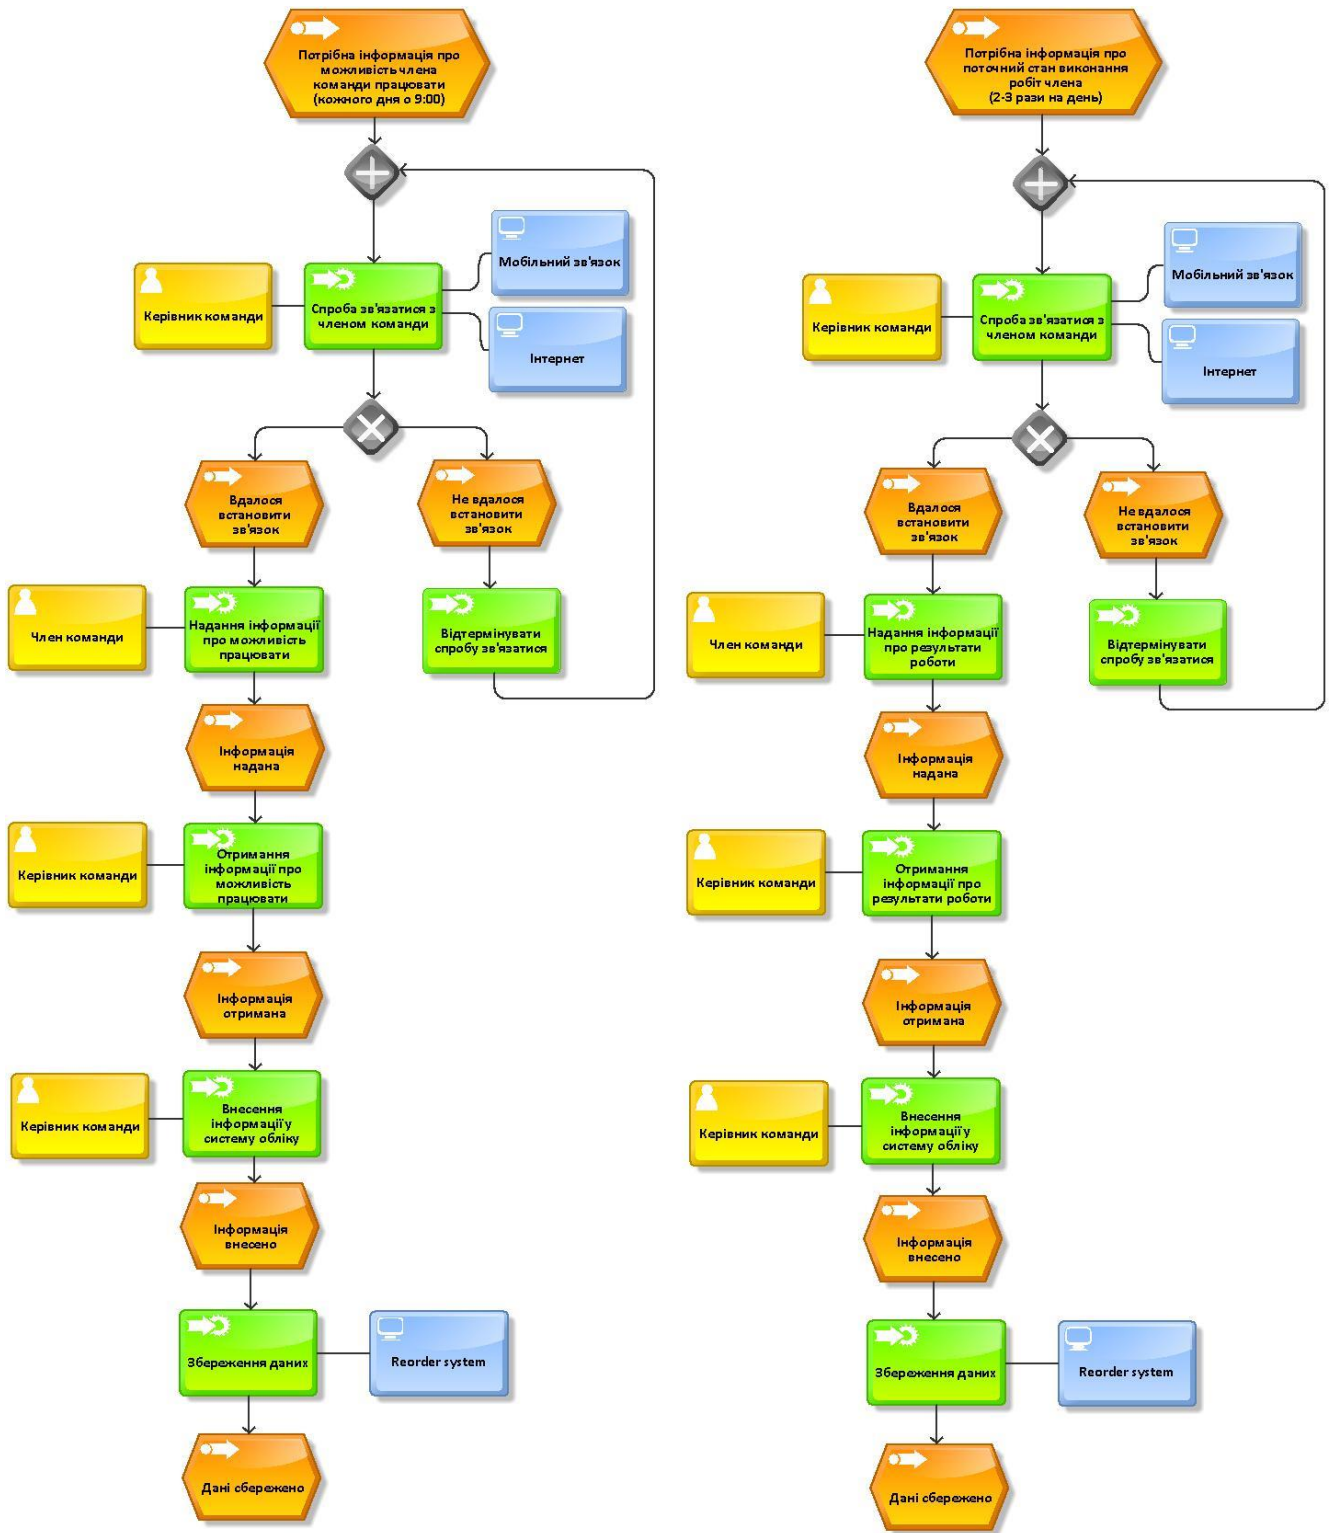 Потрібна інформація про
можливість члена
команди працювати
(кожного дня о 9:00)
Мобільний зв'язок
Керівник команди
Спроба зв'язатися з
членом команди
Інтернет
Вдалося
встановити
зв'язок
Не вдалося
встановити
зв'язок
Член команди
Надання інформації
про можливість
працювати
Відтермінувати
спробу зв'язатися
Інформація
надана
Керівник команди
Отримання
інформації про
можливість
працювати
Інформація
отримана
Керівник команди
Внесення
інформації у
систему обліку
Інформація
внесено
Збереження даних
Reorder system
Дані сбережено
Потрібна інформація про
поточний стан виконання
робіт члена
(2-3 рази на день)
Мобільний зв'язок
Керівник команди
Спроба зв'язатися з
членом команди
Інтернет
Вдалося
встановити
зв'язок
Не вдалося
встановити
зв'язок
Член команди
Надання інформації
про результати
роботи
Відтермінувати
спробу зв'язатися
Інформація
надана
Керівник команди
Отримання
інформації про
результати роботи
Інформація
отримана
Керівник команди
Внесення
інформації у
систему обліку
Інформація
внесено
Збереження даних
Reorder system
Дані сбережено